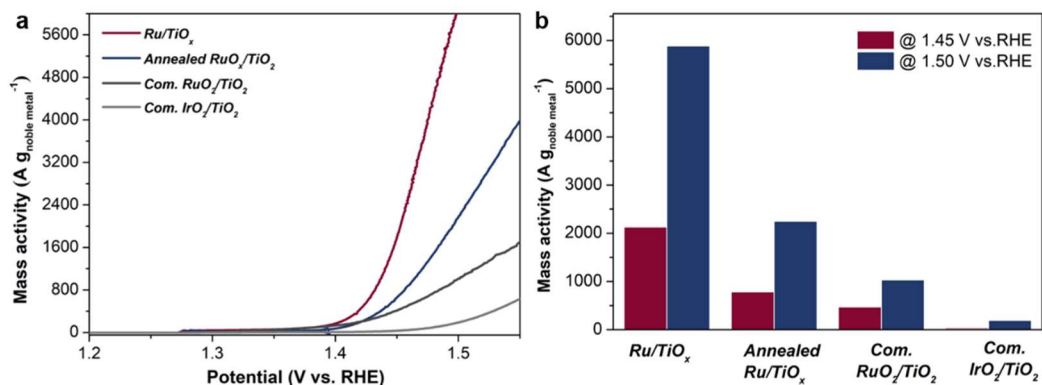 a
Mass activity (A g_noble metal^-1)
5600
4800
4000
3200
2400
1600
800
0
1.2
1.3
1.4
1.5
Potential (V vs. RHE)
Ru/TiOₓ
Annealed RuOₓ/TiO₂
Com. RuO₂/TiO₂
Com. IrO₂/TiO₂
b
Mass activity (A g_noble metal^-1)
6000
5000
4000
3000
2000
1000
0
@ 1.45 V vs.RHE
@ 1.50 V vs.RHE
Ru/TiOₓ
Annealed
Ru/TiOₓ
Com.
RuO₂/TiO₂
Com.
IrO₂/TiO₂